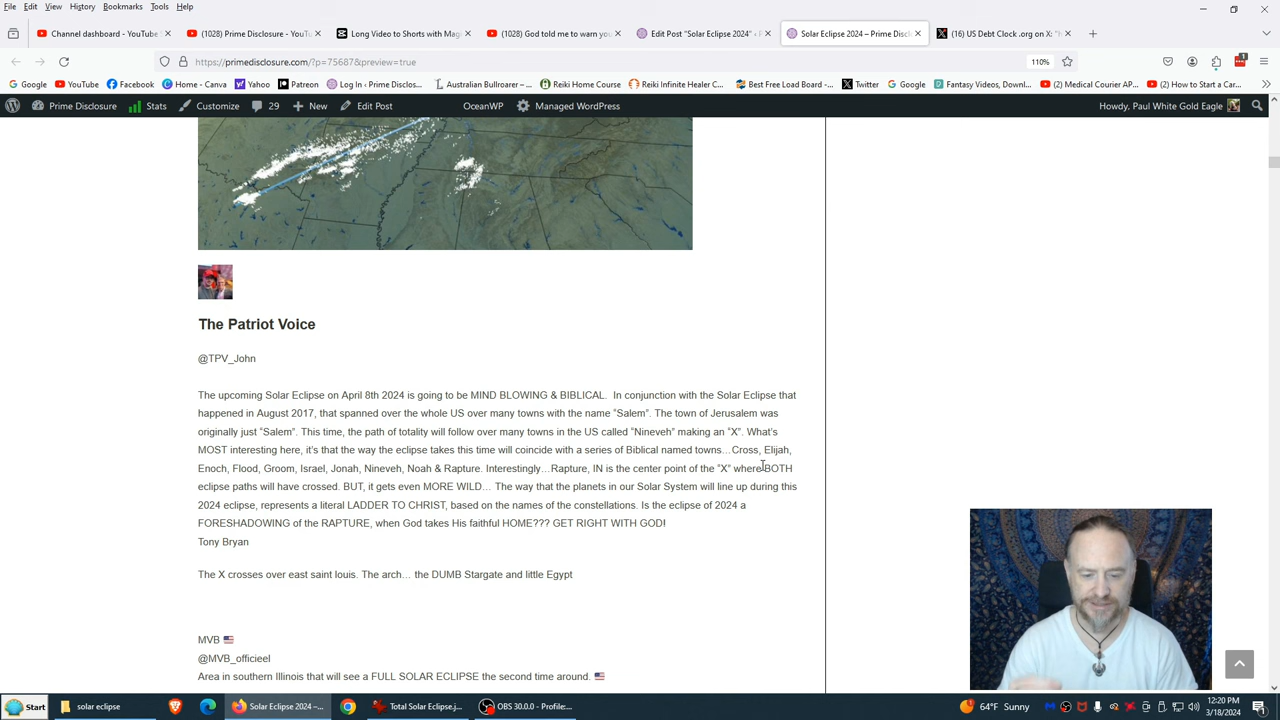 File Edit View History Bookmarks Tools Help
Channel dashboard - YouTube
(1028) Prime Disclosure - YouTu
Long Video to Shorts with Mag
(1028) God told me to warn you
Edit Post "Solar Eclipse 2024"
Solar Eclipse 2024 – Prime Discl
(16) US Debt Clock .org on X:
https://primedisclosure.com/?p=75687&preview=true
110%
Google YouTube Facebook Home - Canva Yahoo Patreon Log In ‹ Prime Disclos... Australian Bullroarer -... Reiki Home Course Reiki Infinite Healer C... Best Free Load Board -... Twitter Google Fantasy Videos, Downl... (2) Medical Courier AP... (2) How to Start a Car...
Prime Disclosure Stats Customize 29 New Edit Post OceanWP Managed WordPress Howdy, Paul White Gold Eagle
The Patriot Voice
@TPV_John
The upcoming Solar Eclipse on April 8th 2024 is going to be MIND BLOWING & BIBLICAL. In conjunction with the Solar Eclipse that
happened in August 2017, that spanned over the whole US over many towns with the name “Salem”. The town of Jerusalem was
originally just “Salem”. This time, the path of totality will follow over many towns in the US called “Nineveh” making an “X”. What’s
MOST interesting here, it’s that the way the eclipse takes this time will coincide with a series of Biblical named towns…Cross, Elijah,
Enoch, Flood, Groom, Israel, Jonah, Nineveh, Noah & Rapture. Interestingly…Rapture, IN is the center point of the “X” where BOTH
eclipse paths will have crossed. BUT, it gets even MORE WILD… The way that the planets in our Solar System will line up during this
2024 eclipse, represents a literal LADDER TO CHRIST, based on the names of the constellations. Is the eclipse of 2024 a
FORESHADOWING of the RAPTURE, when God takes His faithful HOME??? GET RIGHT WITH GOD!
Tony Bryan
The X crosses over east saint louis. The arch… the DUMB Stargate and little Egypt
MVB
@MVB_officieel
Area in southern Illinois that will see a FULL SOLAR ECLIPSE the second time around.
Start solar eclipse Solar Eclipse 2024 –... Total Solar Eclipse.j... OBS 30.0.0 - Profile:... 64°F Sunny 12:20 PM
3/18/2024